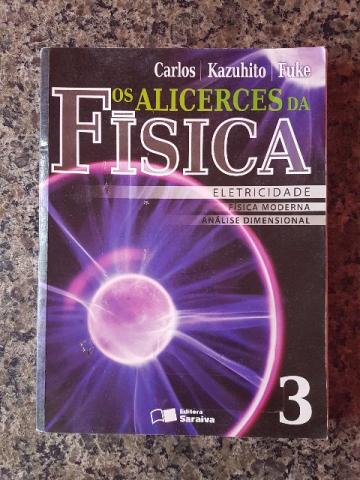 Carlos | Kazuhito | Fuke
OS ALICERCES DA
FÍSICA
ELETRICIDADE
FÍSICA MODERNA
ANÁLISE DIMENSIONAL
3
Editora
Saraiva